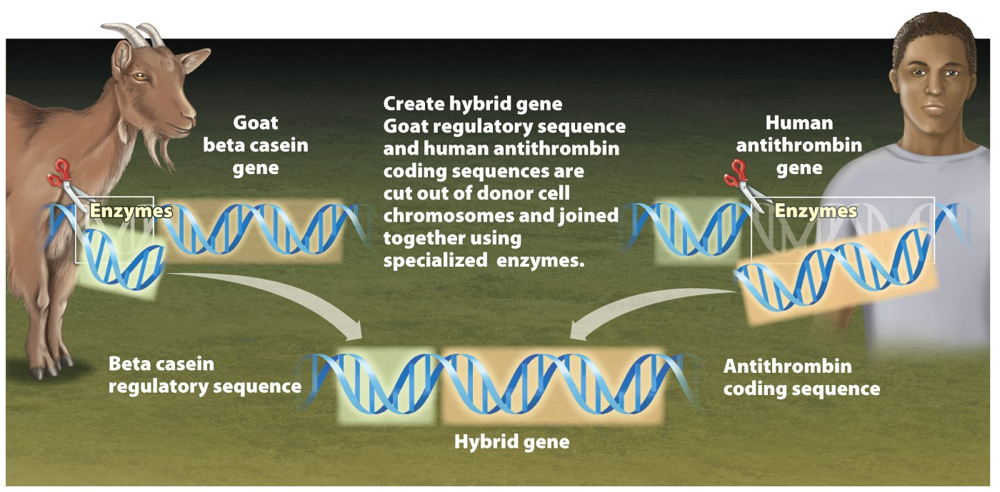 Goat
beta casein
gene
Create hybrid gene
Goat regulatory sequence
and human antithrombin
coding sequences are
cut out of donor cell
chromosomes and joined
together using
specialized enzymes.
Human
antithrombin
gene
Enzymes
Enzymes
Beta casein
regulatory sequence
Antithrombin
coding sequence
Hybrid gene